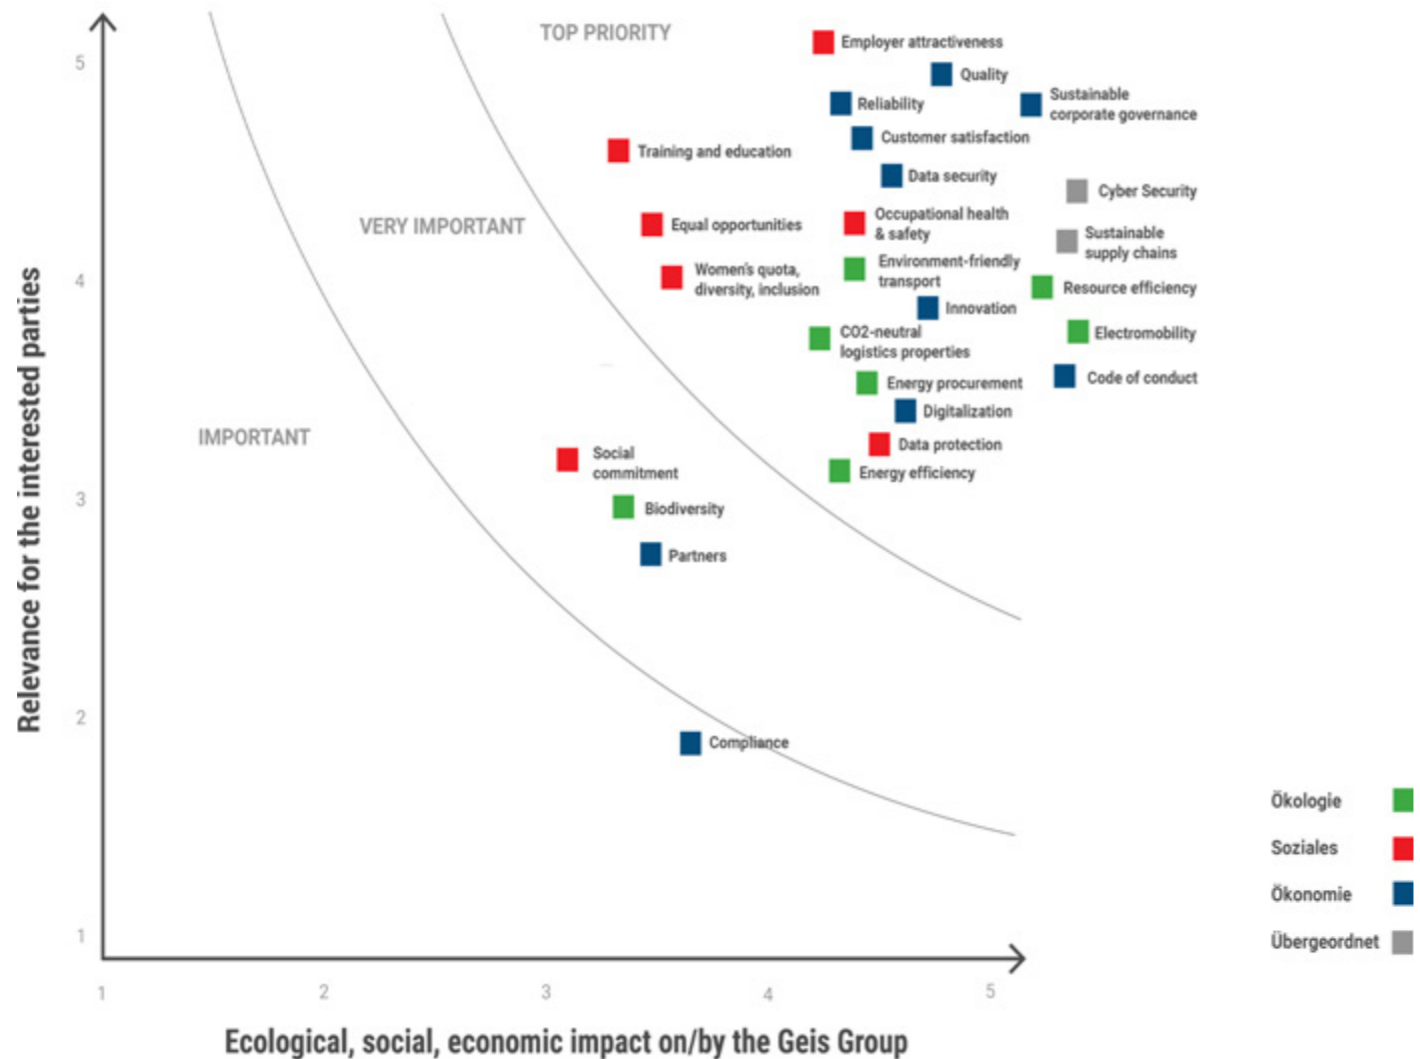 TOP PRIORITY
Employer attractiveness
5
Quality
Sustainable
corporate governance
Reliability
Customer satisfaction
Training and education
Data security
Cyber Security
VERY IMPORTANT
Equal opportunities
Occupational health
& safety
Sustainable
supply chains
Women's quota,
diversity, inclusion
Environment-friendly
transport
4
Resource efficiency
Innovation
CO2-neutral
logistics properties
Electromobility
Code of conduct
Energy procurement
Digitalization
IMPORTANT
Data protection
Social
commitment
Energy efficiency
3
Biodiversity
Partners
2
Compliance
1
Relevance for the interested parties
1
2
3
4
5
Ecological, social, economic impact on/by the Geis Group
Ökologie
Soziales
Ökonomie
Übergeordnet